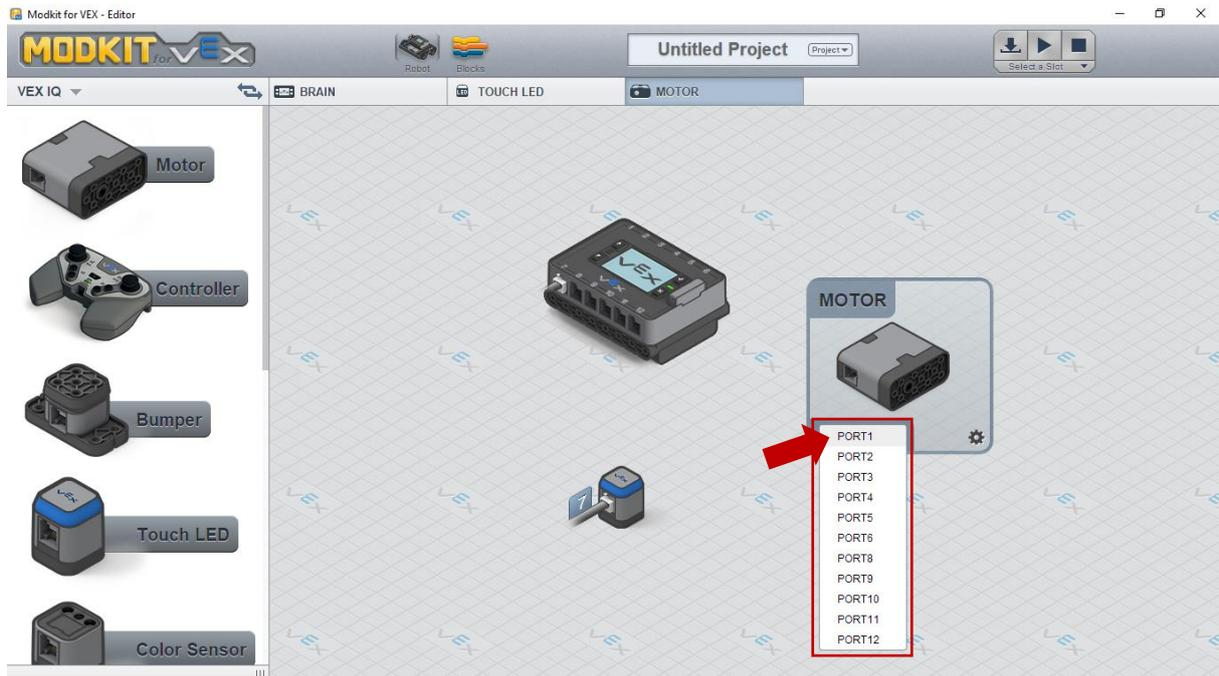 Modkit for VEX - Editor
MODKIT for VEX
Robot
Blocks
Untitled Project
Project
Select a Slot
VEX IQ
BRAIN
TOUCH LED
MOTOR
Motor
Controller
Bumper
Touch LED
Color Sensor
MOTOR
PORT1
PORT2
PORT3
PORT4
PORT5
PORT6
PORT8
PORT9
PORT10
PORT11
PORT12
7
VEX